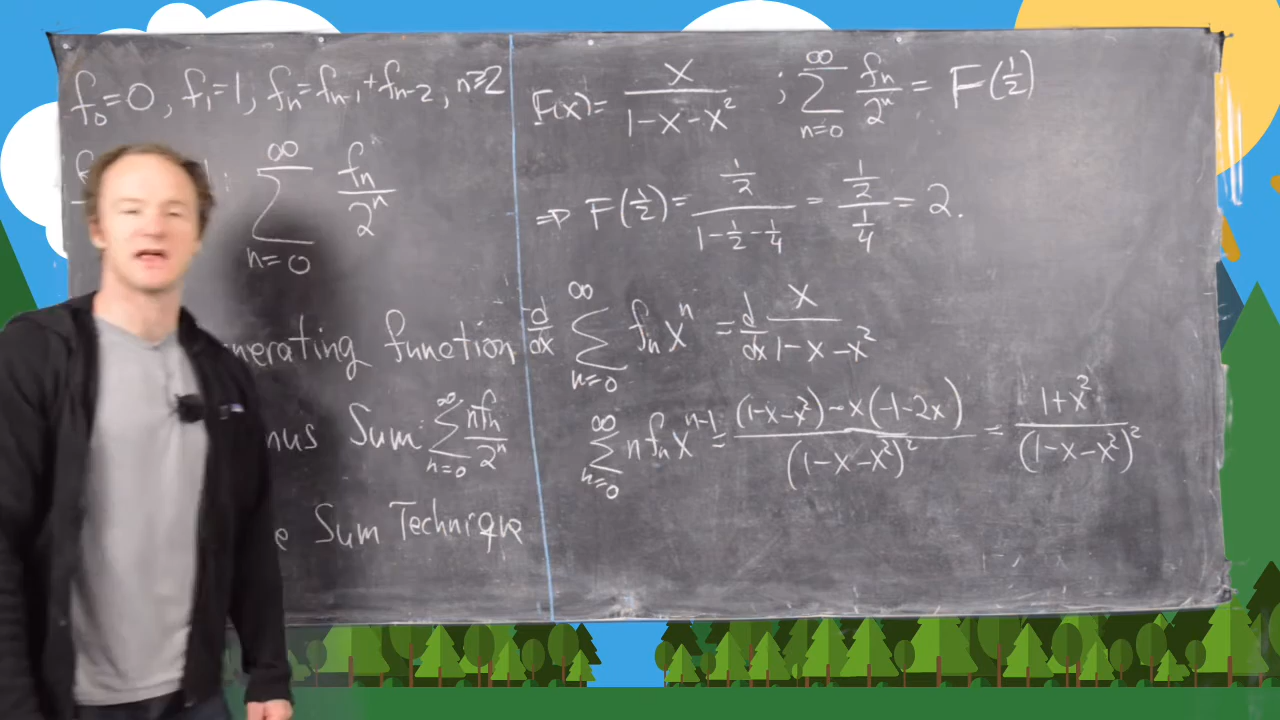 f₀=0, f₁=1, fₙ=fₙ₋₁+fₙ₋₂, n≥2
1: ∑_{n=0}^{∞} fₙ/2ⁿ
nerating function
nus Sum: ∑_{n=0}^{∞} nfₙ/2ⁿ
e Sum Technique
F(x)= x/(1-x-x²) ; ∑_{n=0}^{∞} fₙ/2ⁿ = F(1/2)
⇒ F(1/2)= (1/2)/(1-1/2-1/4) = (1/2)/(1/4) = 2.
d/dx ∑_{n=0}^{∞} fₙxⁿ = d/dx x/(1-x-x²)
∑_{n=0}^{∞} nfₙxⁿ⁻¹ = ((1-x-x²)-x(-1-2x))/(1-x-x²)² = (1+x²)/(1-x-x²)²